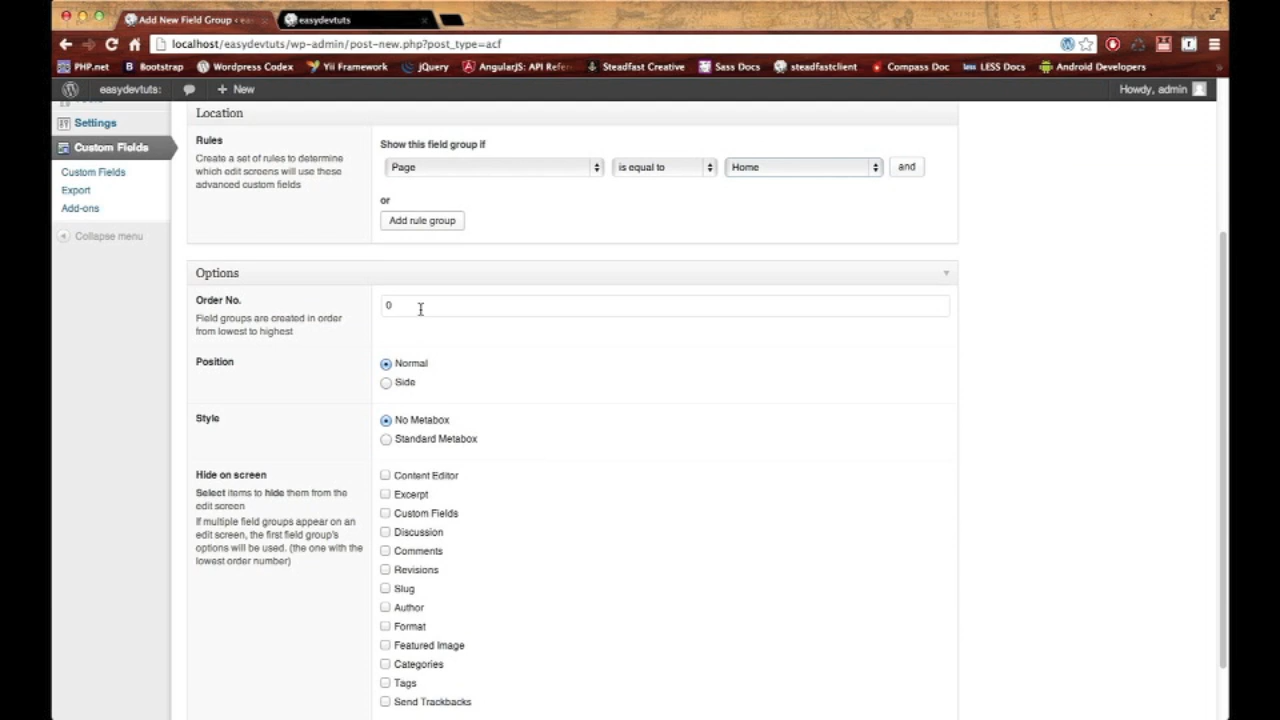 Add New Field Group ‹ ea
easydevtuts
localhost/easydevtuts/wp-admin/post-new.php?post_type=acf
PHP.net Bootstrap Wordpress Codex Yii Framework jQuery AngularJS: API Refer Steadfast Creative Sass Docs steadfastclient Compass Doc LESS Docs Android Developers
easydevtuts: + New Howdy, admin
Settings
Custom Fields
Custom Fields
Export
Add-ons
Collapse menu
Location
Rules
Create a set of rules to determine
which edit screens will use these
advanced custom fields
Show this field group if
Page is equal to Home and
or
Add rule group
Options
Order No.
Field groups are created in order
from lowest to highest
0
Position
Normal
Side
Style
No Metabox
Standard Metabox
Hide on screen
Select items to hide them from the
edit screen
If multiple field groups appear on an
edit screen, the first field group's
options will be used. (the one with the
lowest order number)
Content Editor
Excerpt
Custom Fields
Discussion
Comments
Revisions
Slug
Author
Format
Featured Image
Categories
Tags
Send Trackbacks